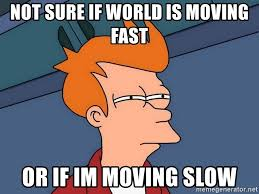 NOT SURE IF WORLD IS MOVING
FAST
OR IF IM MOVING SLOW
memegenerator.net